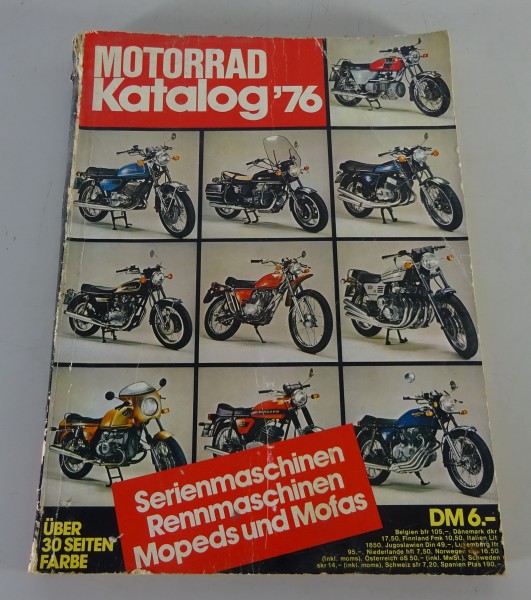 MOTORRAD
Katalog '76
Serienmaschinen
Rennmaschinen
Mopeds und Mofas
ÜBER
30 SEITEN
FARBE
DM 6.-
Belgien bfr 105,-, Dänemark dkr
17,50, Finnland Fmk 10,50, Italien Lit
1850, Jugoslawien Din 49,-, Luxemburg lfr
95,-, Niederlande hfl 7,50, Norwegen 16,50
(inkl. moms), Österreich öS 50,- (inkl. MwSt.), Schweden
skr 14,- (inkl. moms), Schweiz sfr 7,20, Spanien Ptas 190,-